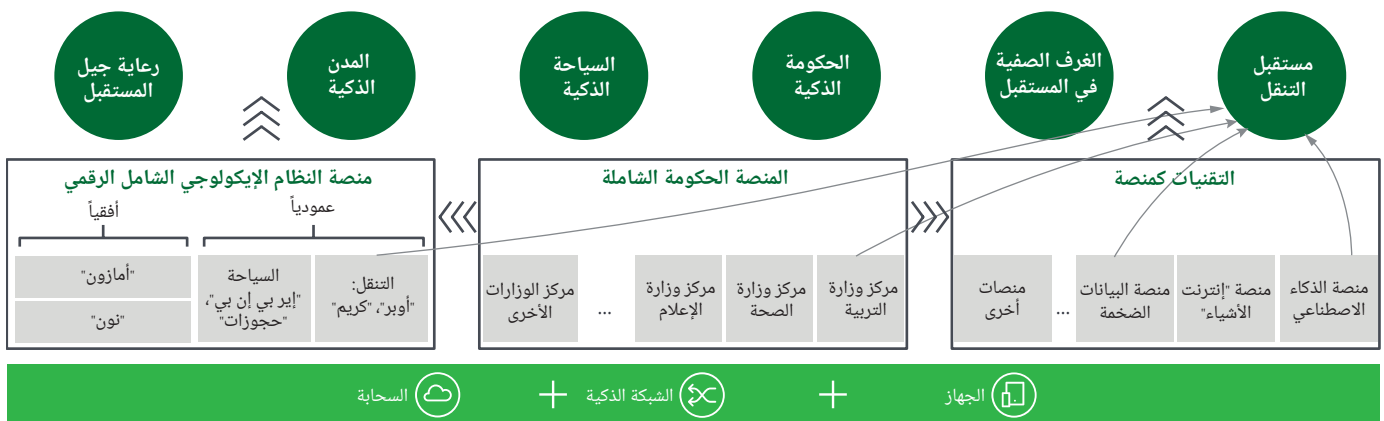 مستقبل
التنقل
الغرف الصفية
في المستقبل
الحكومة
الذكية
السياحة
الذكية
المدن
الذكية
رعاية جيل
المستقبل
التقنيات كمنصة
منصة الذكاء
الاصطناعي
منصة "إنترنت
الأشياء"
منصة البيانات
الضخمة
...
منصات
أخرى
المنصة الحكومة الشاملة
مركز وزارة
التربية
مركز وزارة
الصحة
مركز وزارة
الإعلام
...
مركز الوزارات
الأخرى
منصة النظام الإيكولوجي الشامل الرقمي
عمودياً
أفقياً
التنقل:
"أوبر"، "كريم"
السياحة
"إير بي إن بي"،
"حجوزات"
"أمازون"
"نون"
الجهاز
الشبكة الذكية
السحابة